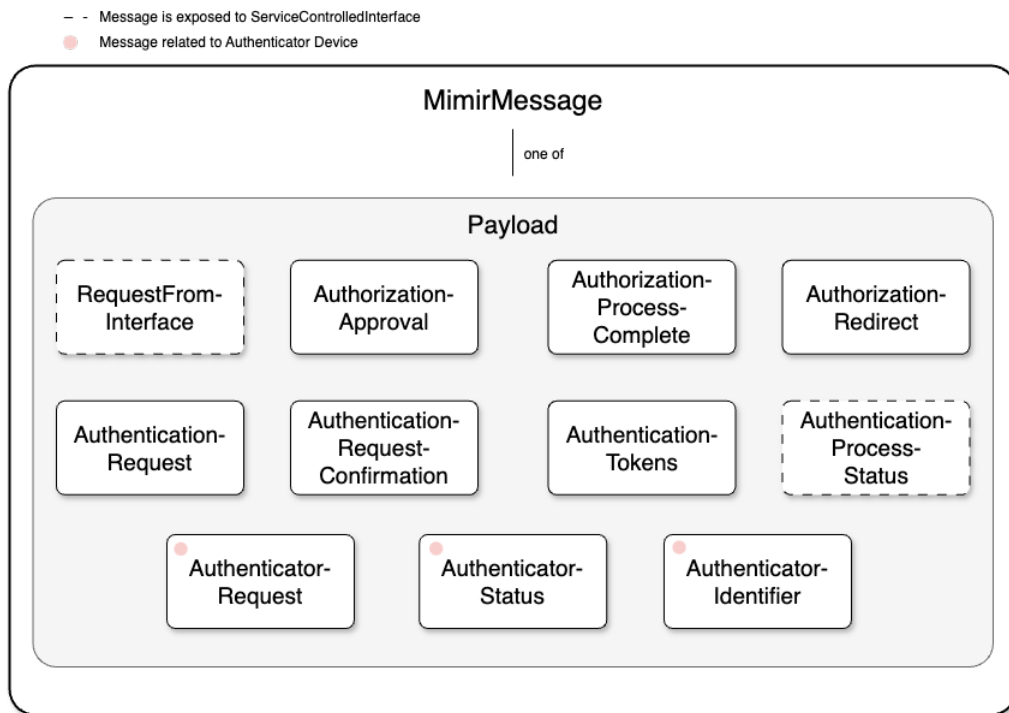 Message is exposed to ServiceControlledInterface
Message related to Authenticator Device
MimirMessage
one of
Payload
RequestFrom-
Interface
Authorization-
Approval
Authorization-
Process-
Complete
Authorization-
Redirect
Authentication-
Request
Authentication-
Request-
Confirmation
Authentication-
Tokens
Authentication-
Process-
Status
Authenticator-
Request
Authenticator-
Status
Authenticator-
Identifier